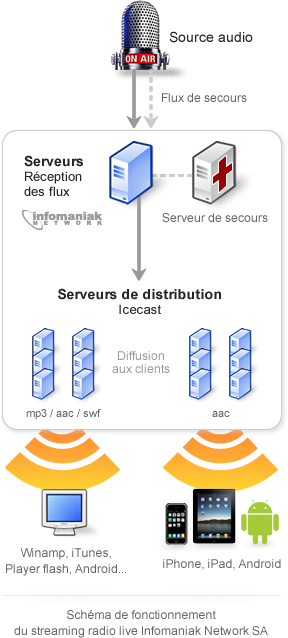 ON AIR
Source audio
Flux de secours
Serveurs
Réception
des flux
infomaniak
NETWORK
Serveur de secours
Serveurs de distribution
Icecast
Diffusion
aux clients
mp3 / aac / swf
aac
Winamp, iTunes,
Player flash, Android...
iPhone, iPad, Android
Schéma de fonctionnement
du streaming radio live Infomaniak Network SA